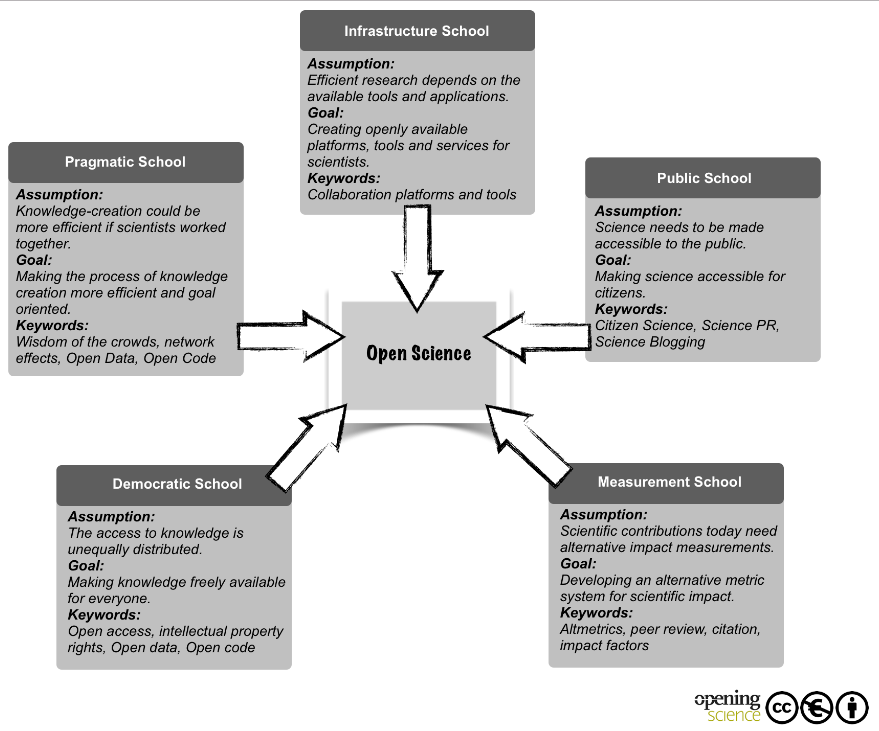 Infrastructure School
Assumption:
Efficient research depends on the
available tools and applications.
Goal:
Creating openly available
platforms, tools and services for
scientists.
Keywords:
Collaboration platforms and tools
Pragmatic School
Assumption:
Knowledge-creation could be
more efficient if scientists worked
together.
Goal:
Making the process of knowledge
creation more efficient and goal
oriented.
Keywords:
Wisdom of the crowds, network
effects, Open Data, Open Code
Public School
Assumption:
Science needs to be made
accessible to the public.
Goal:
Making science accessible for
citizens.
Keywords:
Citizen Science, Science PR,
Science Blogging
Open Science
Democratic School
Assumption:
The access to knowledge is
unequally distributed.
Goal:
Making knowledge freely available
for everyone.
Keywords:
Open access, intellectual property
rights, Open data, Open code
Measurement School
Assumption:
Scientific contributions today need
alternative impact measurements.
Goal:
Developing an alternative metric
system for scientific impact.
Keywords:
Altmetrics, peer review, citation,
impact factors
opening
science
cc